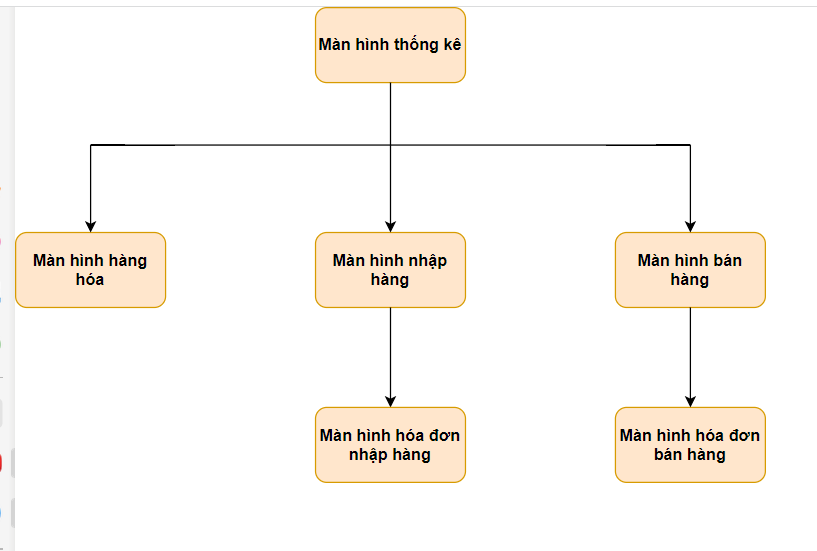 Màn hình thống kê
Màn hình hàng
hóa
Màn hình nhập
hàng
Màn hình bán
hàng
Màn hình hóa đơn
nhập hàng
Màn hình hóa đơn
bán hàng